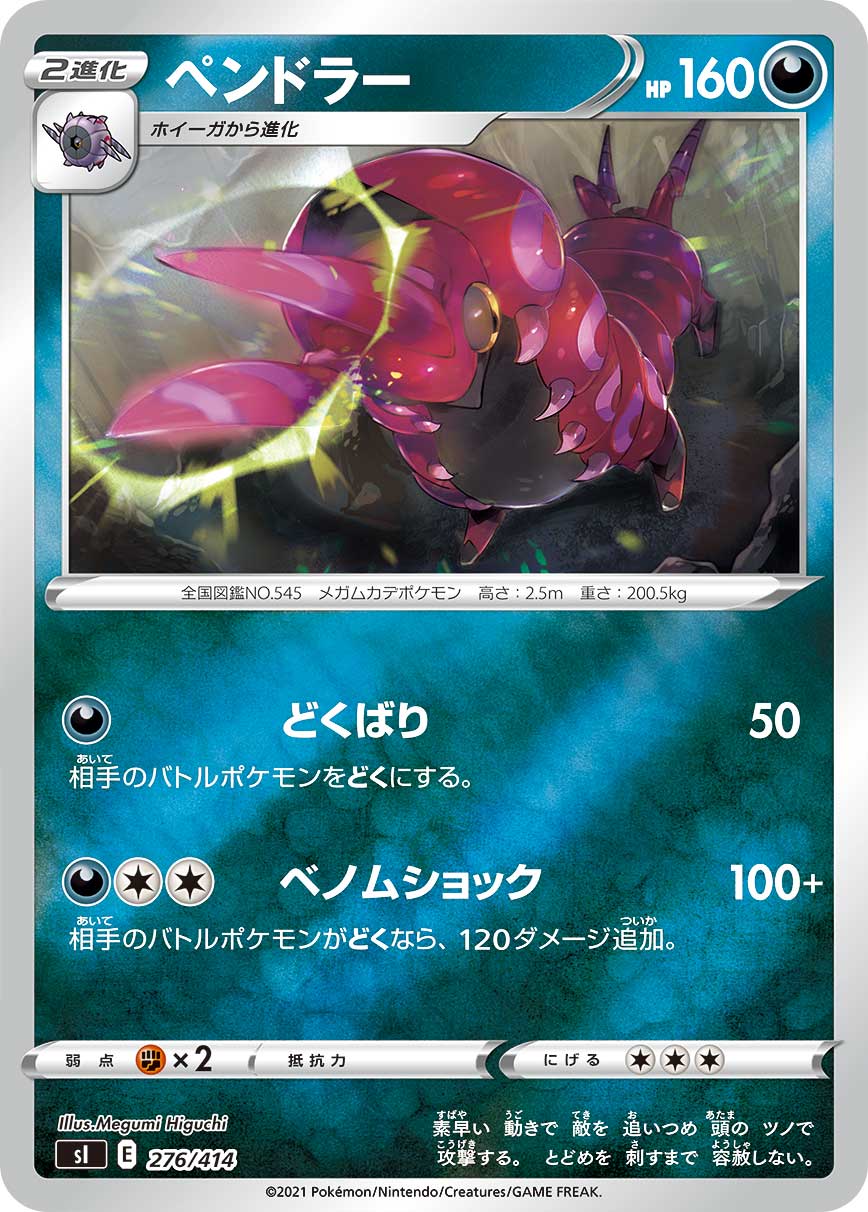 2進化
ペンドラー
HP 160
ホイーガから進化
全国図鑑NO.545 メガムカデポケモン 高さ：2.5m 重さ：200.5kg
どくばり 50
相手のバトルポケモンをどくにする。
ベノムショック 100+
相手のバトルポケモンがどくなら、120ダメージ追加。
弱点 ×2 抵抗力 にげる
Illus.Megumi Higuchi
素早い 動きで 敵を 追いつめ 頭の ツノで
攻撃する。 とどめを 刺すまで 容赦しない。
sI E 276/414
©2021 Pokémon/Nintendo/Creatures/GAME FREAK.